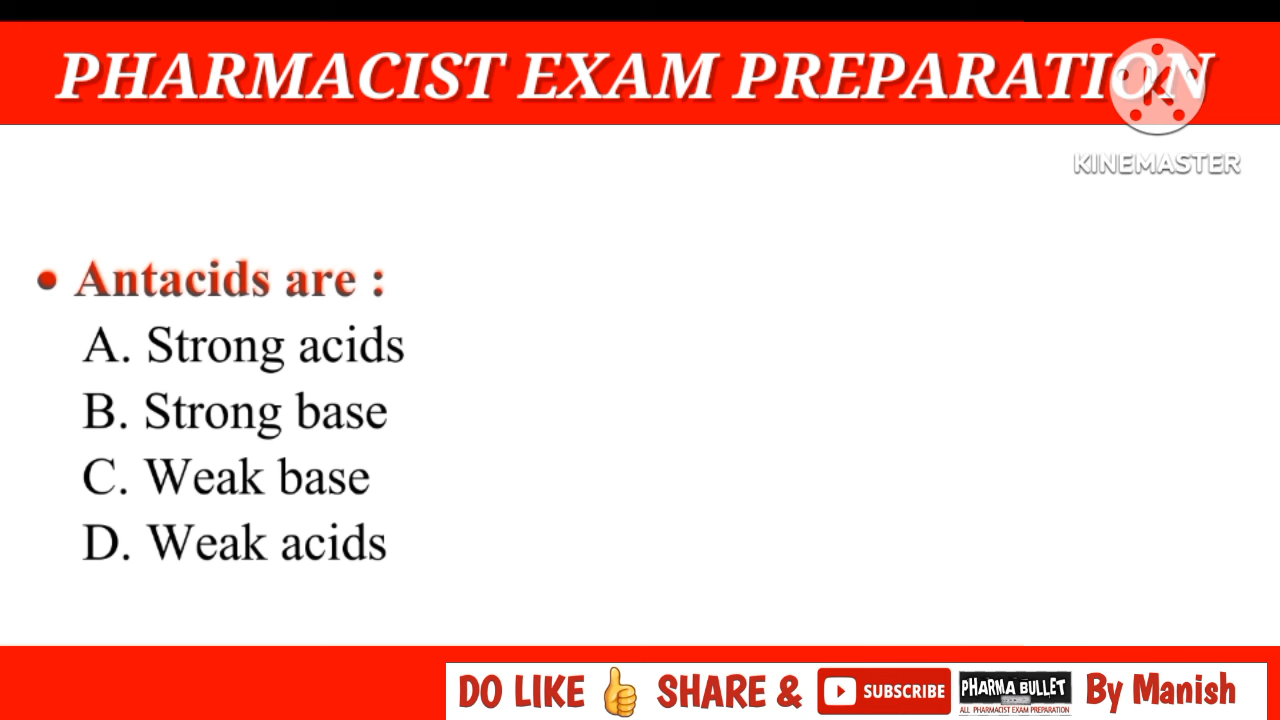 PHARMACIST EXAM PREPARATION
KINEMASTER
• Antacids are :
A. Strong acids
B. Strong base
C. Weak base
D. Weak acids
DO LIKE 👍 SHARE & SUBSCRIBE PHARMA BULLET By Manish
ALL PHARMACIST EXAM PREPARATION